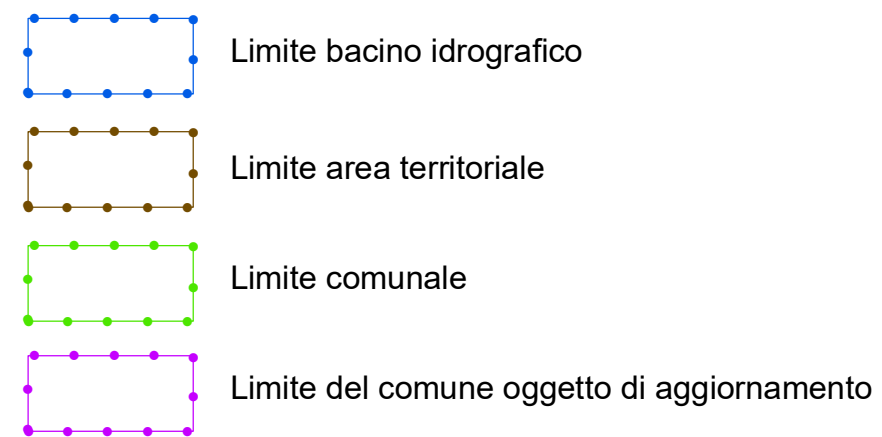 Limite bacino idrografico
Limite area territoriale
Limite comunale
Limite del comune oggetto di aggiornamento